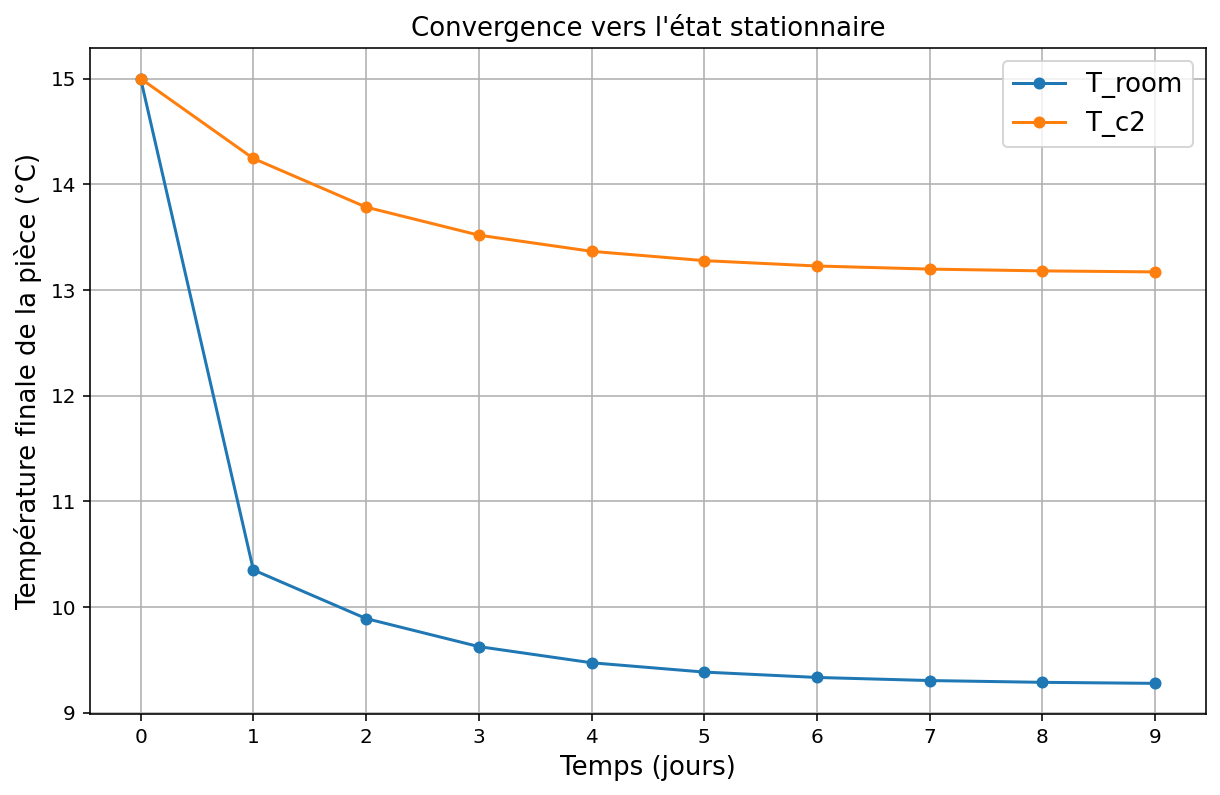 Convergence vers l'état stationnaire
T_room
T_c2
Température finale de la pièce (°C)
15
14
13
12
11
10
9
0 1 2 3 4 5 6 7 8 9
Temps (jours)